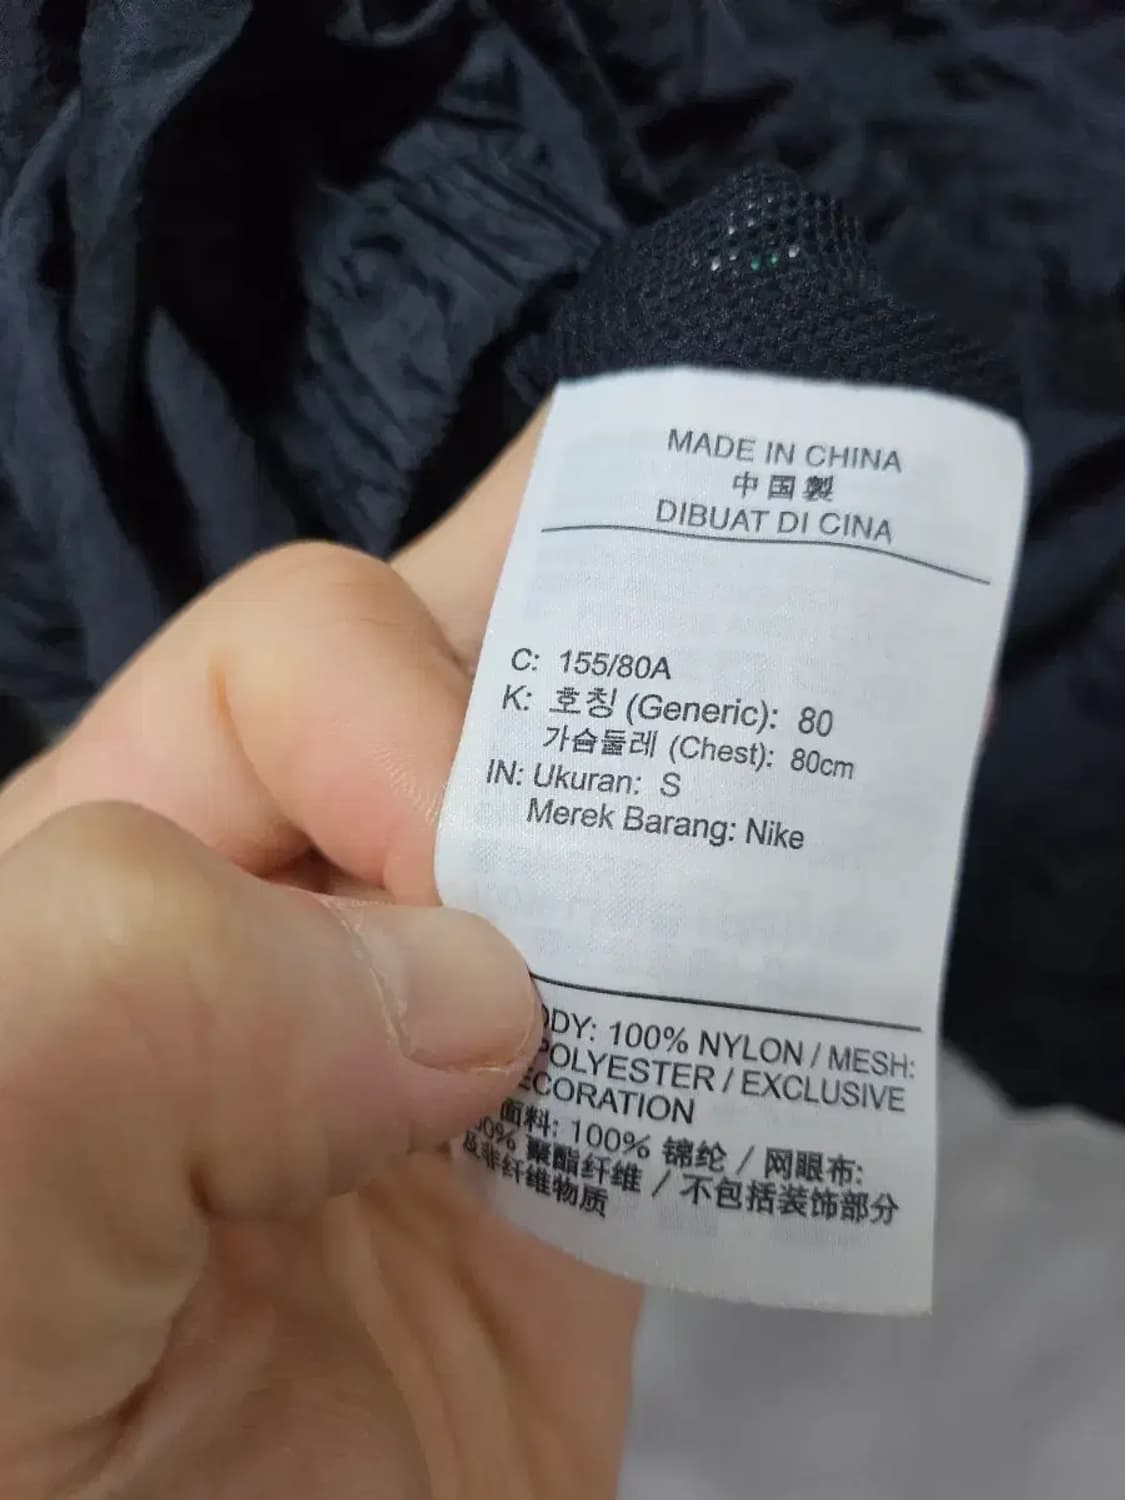 MADE IN CHINA
中国製
DIBUAT DI CINA
C: 155/80A
K: 호칭 (Generic): 80
가슴둘레 (Chest): 80cm
IN: Ukuran: S
Merek Barang: Nike
100% NYLON / MESH:
POLYESTER / EXCLUSIVE
面料: 100% 锦纶 / 网眼布:
聚酯纤维 / 不包括装饰部分
及非纤维物质